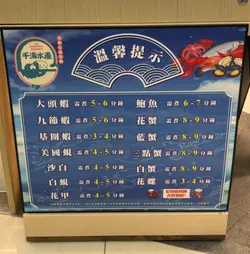 千海水產
溫馨提示
大頭蝦 需煮5-6分鐘
九節蝦 需煮5-6分鐘
基圍蝦 需煮3-4分鐘
美國蜆 需煮4-5分鐘
沙白 需煮4-5分鐘
白蜆 需煮4-5分鐘
花甲 需煮4-5分鐘
鮑魚 需煮6-7分鐘
花蟹 需煮8-9分鐘
藍蟹 需煮8-9分鐘
三點蟹 需煮8-9分鐘
白蟹 需煮8-9分鐘
花螺 需煮3-4分鐘